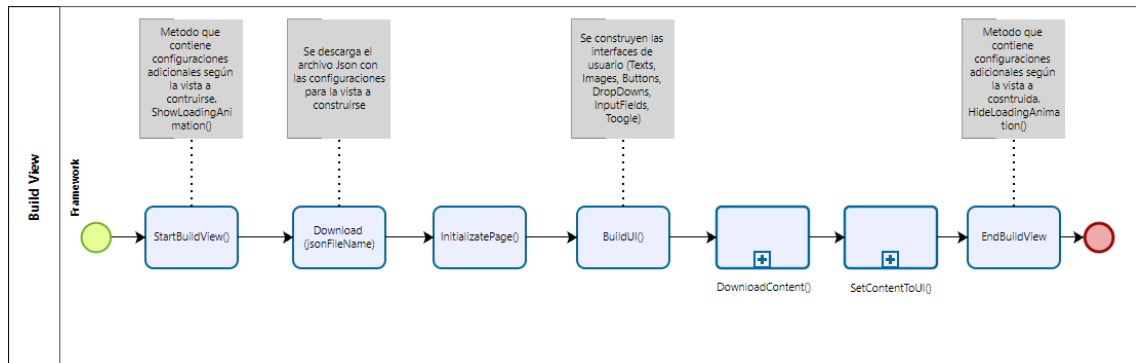 Build View
Framework
Metodo que
contiene
configuraciones
adicionales según
la vista a
contruirse.
ShowLoadingAni
mation()
Se descarga el
archivo Json con
las configuraciones
para la vista a
construirse
Se construyen las
interfaces de
usuario (Texts,
Images, Buttons,
DropDowns,
InputFields,
Toogle)
Metodo que
contiene
configuraciones
adicionales según
la vista a
cosntruida.
HideLoadingAnima
tion()
StartBuildView()
Download
(jsonFileName)
InitializatePage()
BuildUI()
DownloadContent()
SetContentToUI()
EndBuildView